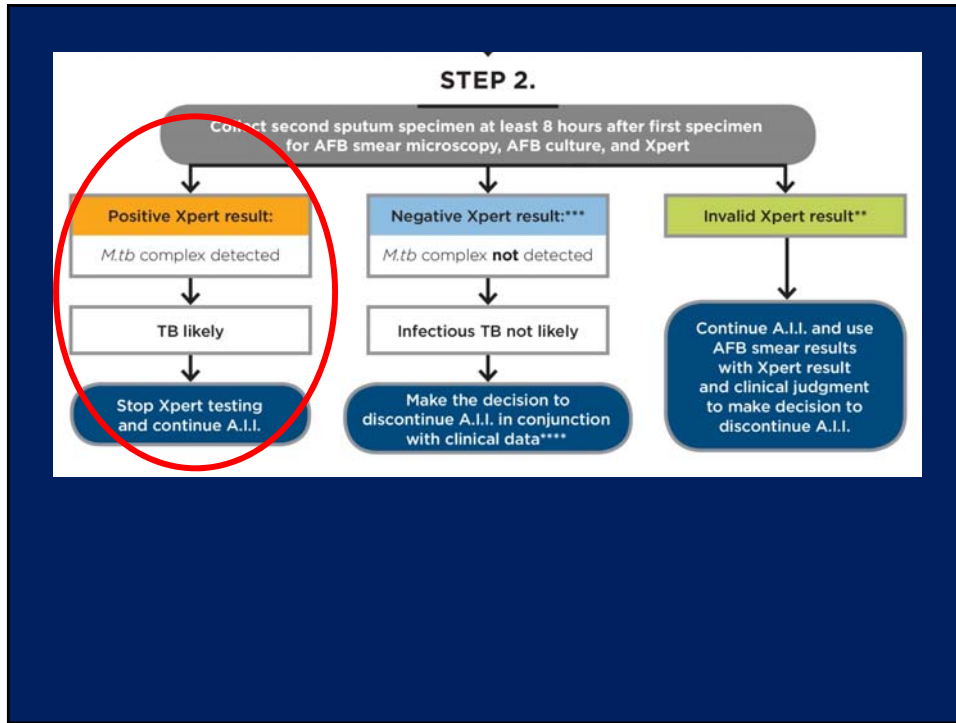 STEP 2.
Collect second sputum specimen at least 8 hours after first specimen
for AFB smear microscopy, AFB culture, and Xpert
Positive Xpert result:
M.tb complex detected
TB likely
Stop Xpert testing
and continue A.I.I.
Negative Xpert result:***
M.tb complex not detected
Infectious TB not likely
Make the decision to
discontinue A.I.I. in conjunction
with clinical data****
Invalid Xpert result**
Continue A.I.I. and use
AFB smear results
with Xpert result
and clinical judgment
to make decision to
discontinue A.I.I.